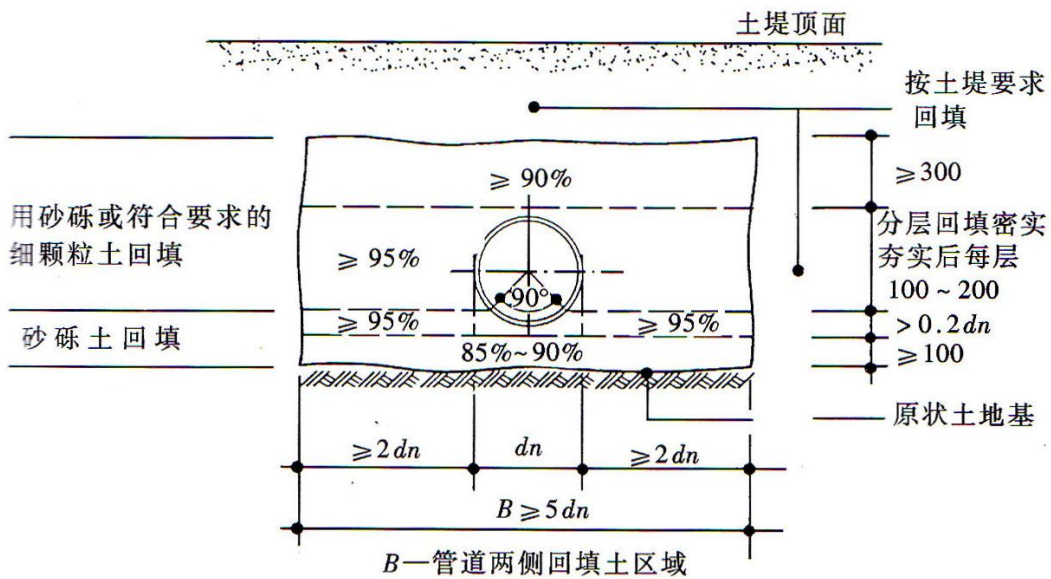 土堤顶面
按土堤要求
回填
≥300
≥ 90%
用砂砾或符合要求的
细颗粒土回填
分层回填密实
夯实后每层
100~200
≥ 95%
90°
≥ 95%
≥ 95%
>0.2dn
砂砾土回填
85%~90%
≥100
原状土地基
≥2dn
dn
≥2dn
B≥5dn
B—管道两侧回填土区域